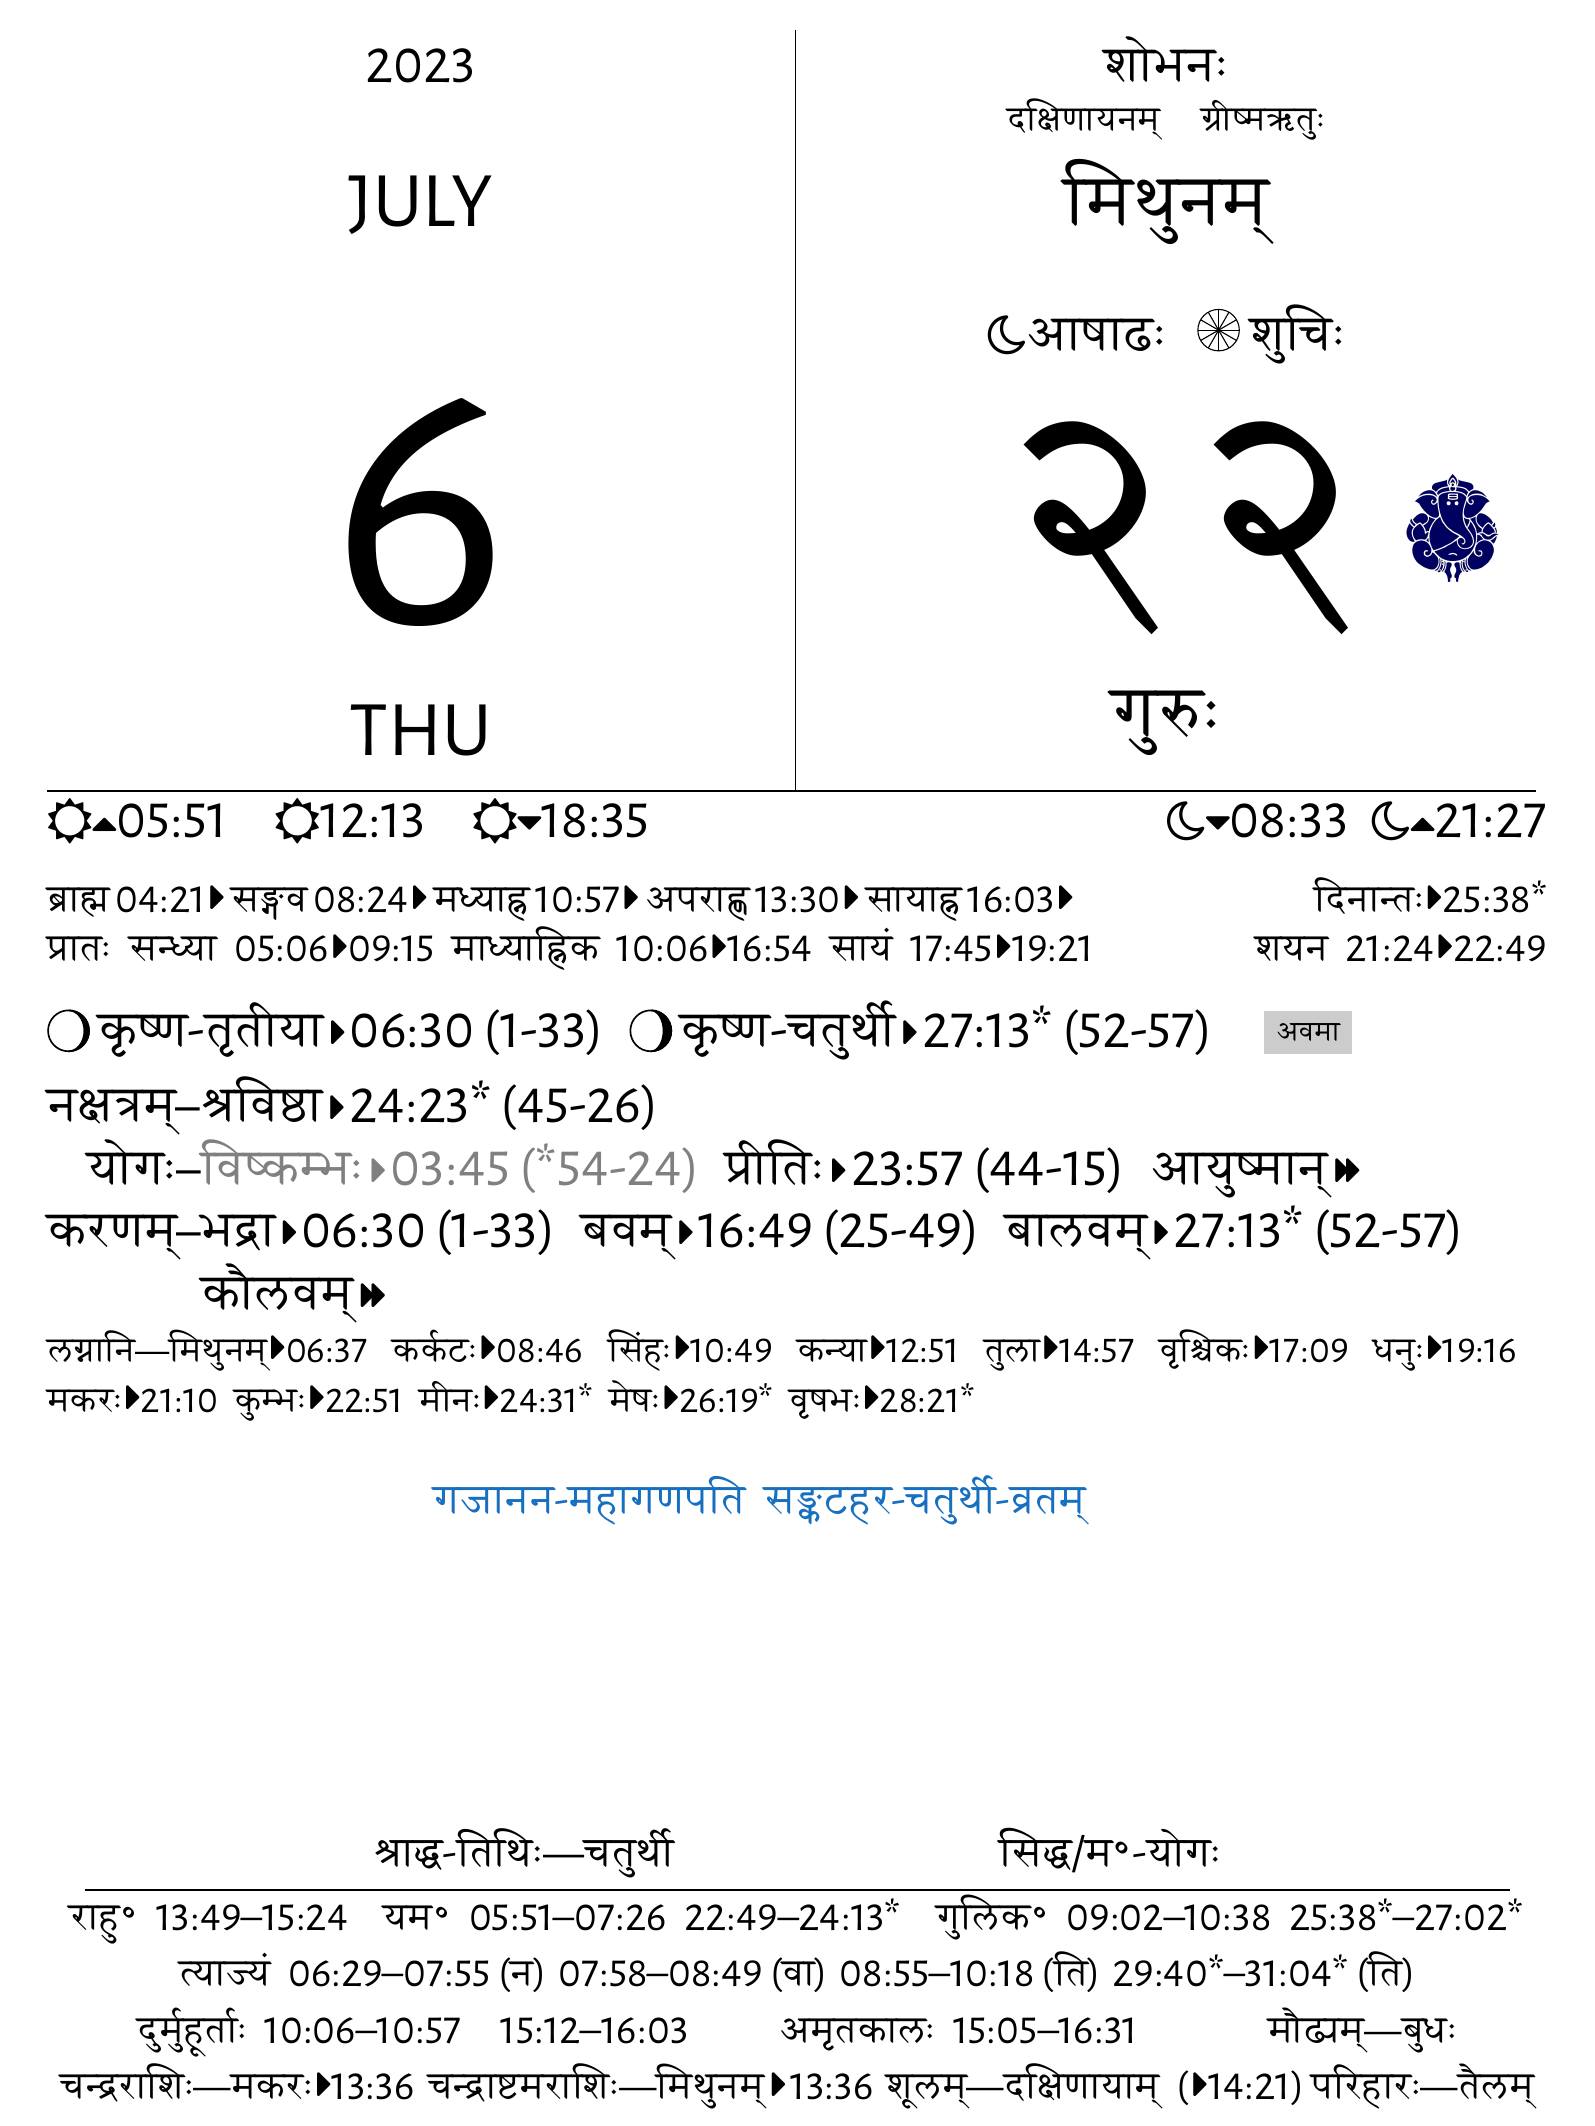 2023
JULY
6
THU
शोभनः
दक्षिणायनम् ग्रीष्मऋतुः
मिथुनम्
आषाढः शुचिः
२२
गुरुः
05:51 12:13 18:35 08:33 21:27
ब्राह्म 04:21 सङ्गव 08:24 मध्याह्न 10:57 अपराह्ण 13:30 सायाह्न 16:03 दिनान्तः 25:38*
प्रातः सन्ध्या 05:06 09:15 माध्याह्निक 10:06 16:54 सायं 17:45 19:21 शयन 21:24 22:49
कृष्ण-तृतीया 06:30 (1-33) कृष्ण-चतुर्थी 27:13* (52-57) अवमा
नक्षत्रम्–श्रविष्ठा 24:23* (45-26)
योगः–विष्कम्भः 03:45 (*54-24) प्रीतिः 23:57 (44-15) आयुष्मान्
करणम्–भद्रा 06:30 (1-33) बवम् 16:49 (25-49) बालवम् 27:13* (52-57)
कौलवम्
लग्नानि—मिथुनम् 06:37 कर्कटः 08:46 सिंहः 10:49 कन्या 12:51 तुला 14:57 वृश्चिकः 17:09 धनुः 19:16
मकरः 21:10 कुम्भः 22:51 मीनः 24:31* मेषः 26:19* वृषभः 28:21*
गजानन-महागणपति सङ्कटहर-चतुर्थी-व्रतम्
श्राद्ध-तिथिः—चतुर्थी सिद्ध/म॰-योगः
राहु॰ 13:49–15:24 यम॰ 05:51–07:26 22:49–24:13* गुलिक॰ 09:02–10:38 25:38*–27:02*
त्याज्यं 06:29–07:55 (न) 07:58–08:49 (वा) 08:55–10:18 (ति) 29:40*–31:04* (ति)
दुर्मुहूर्ताः 10:06–10:57 15:12–16:03 अमृतकालः 15:05–16:31 मौढ्यम्—बुधः
चन्द्रराशिः—मकरः 13:36 चन्द्राष्टमराशिः—मिथुनम् 13:36 शूलम्—दक्षिणायाम् ( 14:21) परिहारः—तैलम्